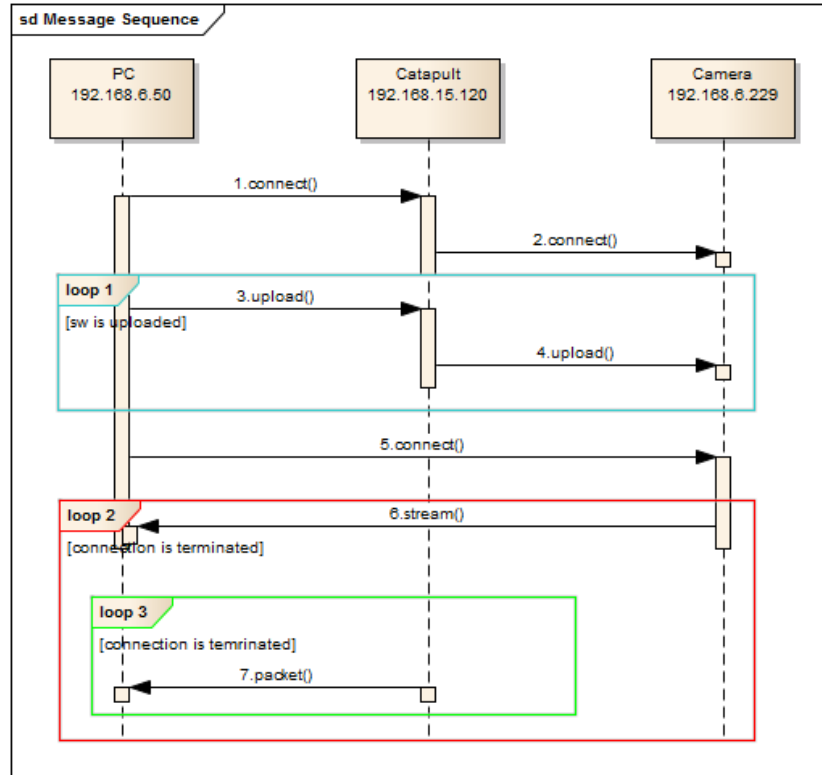 sd Message Sequence
PC
192.168.6.50
Catapult
192.168.15.120
Camera
192.168.6.229
1.connect()
2.connect()
loop 1
3.upload()
[sw is uploaded]
4.upload()
5.connect()
loop 2
6.stream()
[connection is terminated]
loop 3
[connection is temrinated]
7.packet()